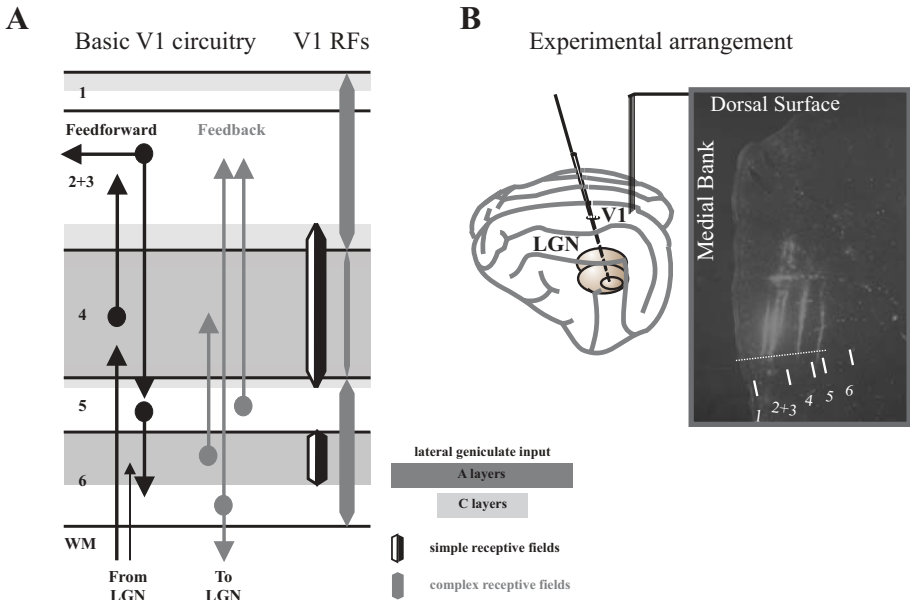 A
Basic V1 circuitry
V1 RFs
1
Feedforward
Feedback
2+3
4
5
6
WM
From
LGN
To
LGN
lateral geniculate input
A layers
C layers
simple receptive fields
complex receptive fields
B
Experimental arrangement
V1
LGN
Dorsal Surface
Medial Bank
1
2+3
4
5
6